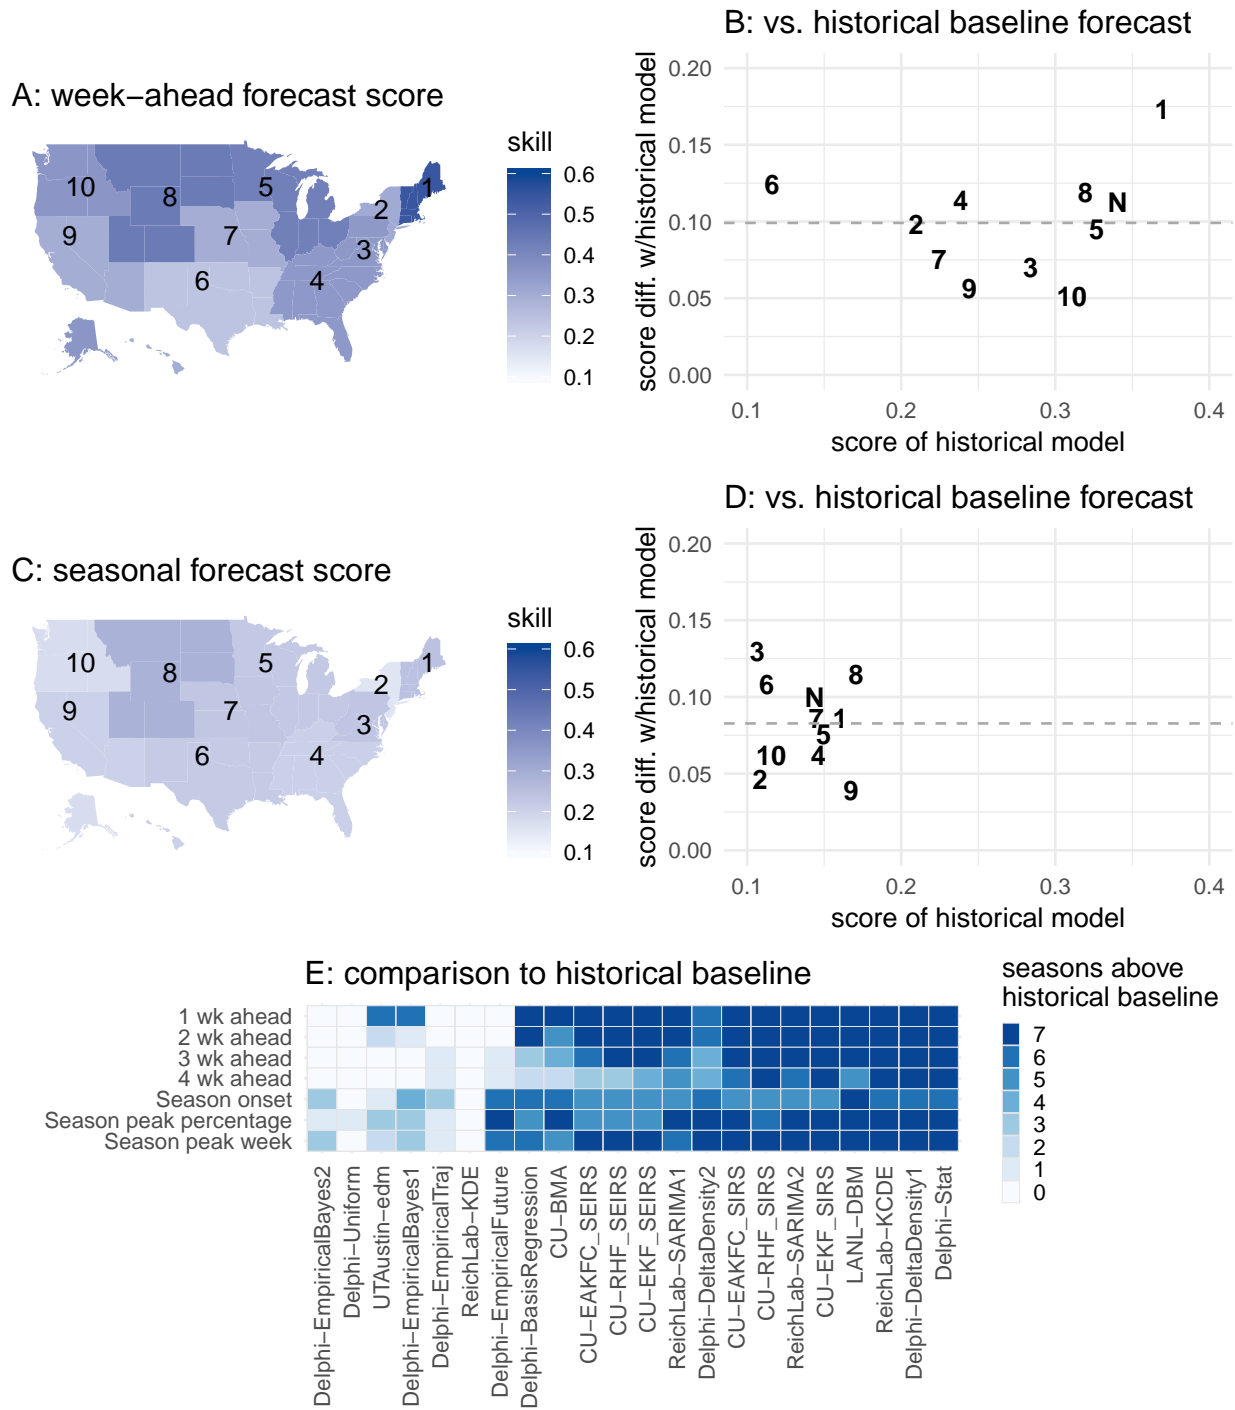 A: week−ahead forecast score
skill
0.6
0.5
0.4
0.3
0.2
0.1
10
8
5
1
2
9
7
3
6
4
B: vs. historical baseline forecast
score diff. w/historical model
0.20
0.15
0.10
0.05
0.00
1
6
4
8
N
2
5
7
3
9
10
0.1
0.2
0.3
0.4
score of historical model
C: seasonal forecast score
skill
0.6
0.5
0.4
0.3
0.2
0.1
10
8
5
1
2
9
7
3
6
4
D: vs. historical baseline forecast
score diff. w/historical model
0.20
0.15
0.10
0.05
0.00
3
6
8
N
7
1
5
10
4
2
9
0.1
0.2
0.3
0.4
score of historical model
E: comparison to historical baseline
1 wk ahead
2 wk ahead
3 wk ahead
4 wk ahead
Season onset
Season peak percentage
Season peak week
Delphi−EmpiricalBayes2
Delphi−Uniform
UTAustin−edm
Delphi−EmpiricalBayes1
Delphi−EmpiricalTraj
ReichLab−KDE
Delphi−EmpiricalFuture
Delphi−BasisRegression
CU−BMA
CU−EAKFC_SEIRS
CU−RHF_SEIRS
CU−EKF_SEIRS
ReichLab−SARIMA1
Delphi−DeltaDensity2
CU−EAKFC_SIRS
CU−RHF_SIRS
ReichLab−SARIMA2
CU−EKF_SIRS
LANL−DBM
ReichLab−KCDE
Delphi−DeltaDensity1
Delphi−Stat
seasons above
historical baseline
7
6
5
4
3
2
1
0